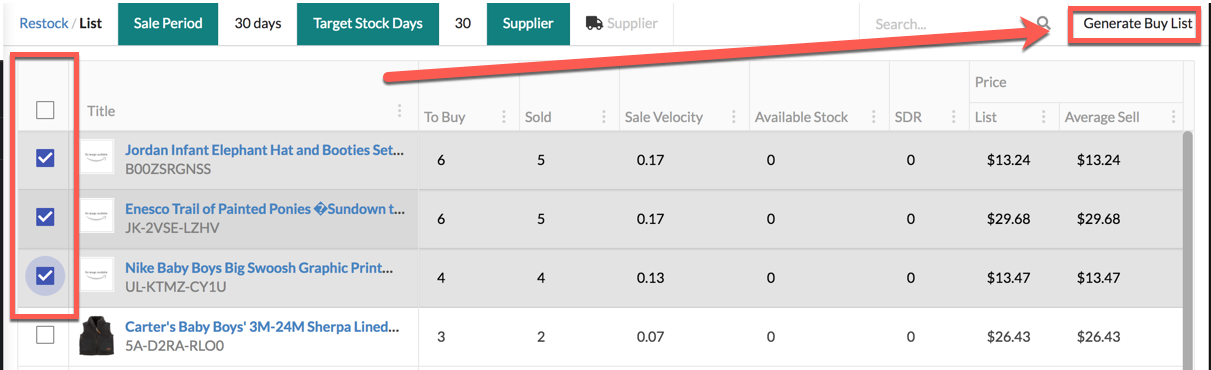 Restock / List Sale Period 30 days Target Stock Days 30 Supplier Supplier Search... Generate Buy List
Price
Title To Buy Sold Sale Velocity Available Stock SDR List Average Sell
Jordan Infant Elephant Hat and Booties Set... 6 5 0.17 0 0 $13.24 $13.24
B00ZSRGNSS
Enesco Trail of Painted Ponies �Sundown t... 6 5 0.17 0 0 $29.68 $29.68
JK-2VSE-LZHV
Nike Baby Boys Big Swoosh Graphic Print... 4 4 0.13 0 0 $13.47 $13.47
UL-KTMZ-CY1U
Carter's Baby Boys' 3M-24M Sherpa Lined... 3 2 0.07 0 0 $26.43 $26.43
5A-D2RA-RLO0